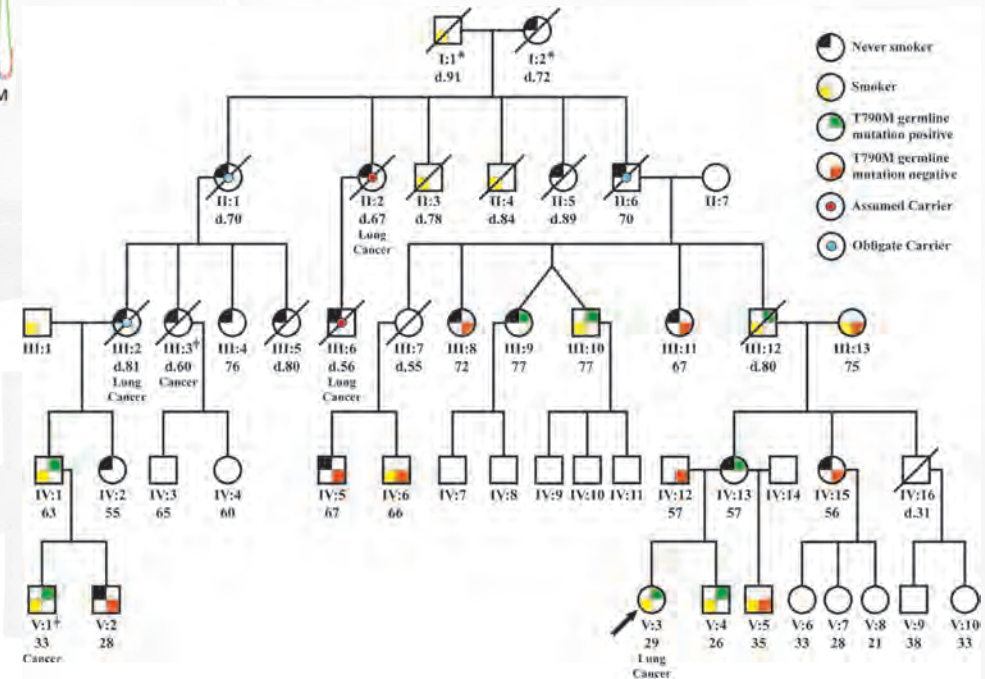 M
I:1*
I:2*
d.91
d.72
Never smoker
Smoker
T790M germline
mutation positive
T790M germline
mutation negative
Assumed Carrier
Obligate Carrier
II:1
II:2
II:3
II:4
II:5
II:6
II:7
d.70
d.67
d.78
d.84
d.89
70
Lung
Cancer
III:1
III:2
III:3†
III:4
III:5
III:6
III:7
III:8
III:9
III:10
III:11
III:12
III:13
d.81
d.60
76
d.80
d.56
d.55
72
77
77
67
d.80
75
Lung
Cancer
Cancer
Lung
Cancer
IV:1
IV:2
IV:3
IV:4
IV:5
IV:6
IV:7
IV:8
IV:9
IV:10
IV:11
IV:12
IV:13
IV:14
IV:15
IV:16
63
55
65
60
67
66
57
57
56
d.31
V:1†
V:2
V:3
V:4
V:5
V:6
V:7
V:8
V:9
V:10
33
28
29
26
35
33
28
21
38
33
Cancer
Lung
Cancer